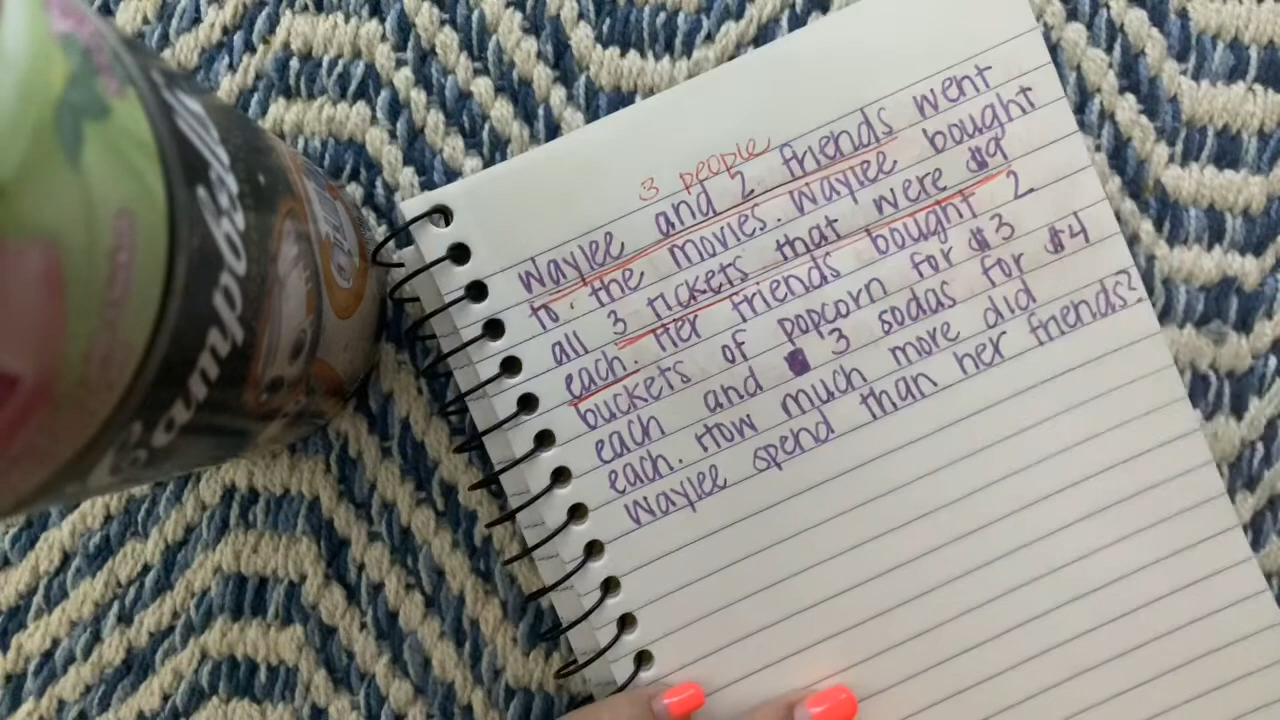 3 people
Waylee and 2 friends went
to the movies. Waylee bought
all 3 tickets that were $9
each. Her friends bought 2
buckets of popcorn for $3
each and 3 sodas for $4
each. How much more did
Waylee spend than her friends?
Campog